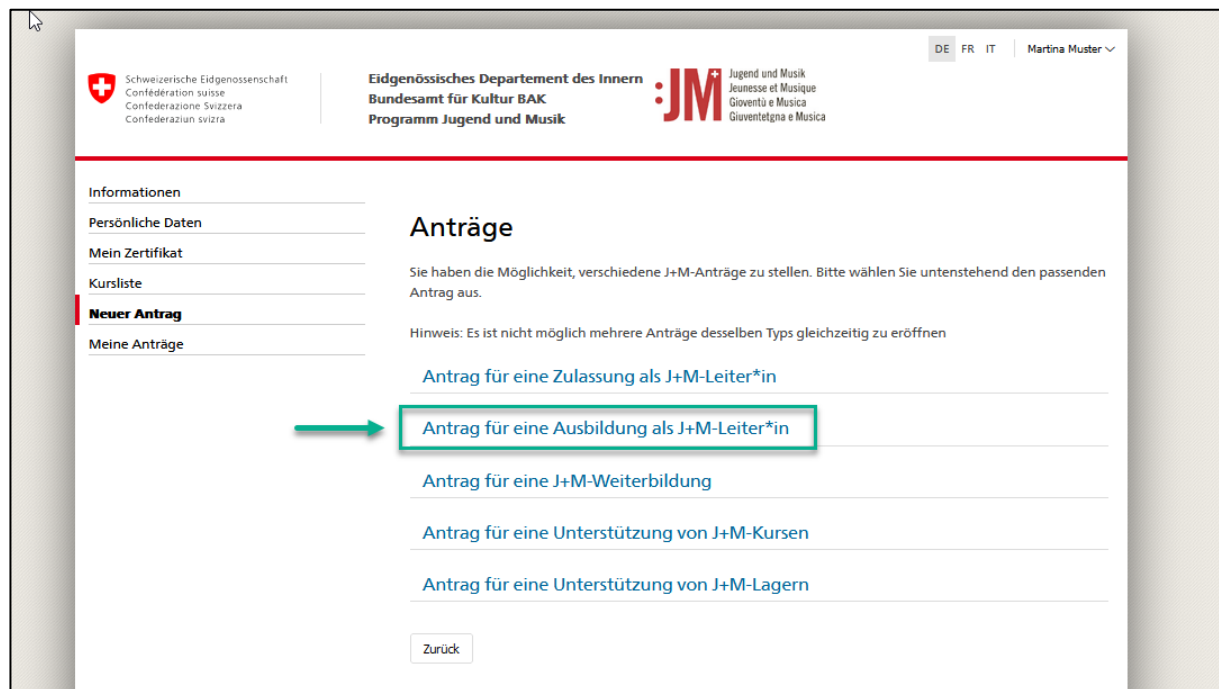 DE FR IT Martina Muster
Schweizerische Eidgenossenschaft
Confédération suisse
Confederazione Svizzera
Confederaziun svizra
Eidgenössisches Departement des Innern
Bundesamt für Kultur BAK
Programm Jugend und Musik
:JM
Jugend und Musik
Jeunesse et Musique
Gioventù e Musica
Giuventetgna e Musica
Informationen
Persönliche Daten
Mein Zertifikat
Kursliste
Neuer Antrag
Meine Anträge
Anträge
Sie haben die Möglichkeit, verschiedene J+M-Anträge zu stellen. Bitte wählen Sie untenstehend den passenden
Antrag aus.
Hinweis: Es ist nicht möglich mehrere Anträge desselben Typs gleichzeitig zu eröffnen
Antrag für eine Zulassung als J+M-Leiter*in
Antrag für eine Ausbildung als J+M-Leiter*in
Antrag für eine J+M-Weiterbildung
Antrag für eine Unterstützung von J+M-Kursen
Antrag für eine Unterstützung von J+M-Lagern
Zurück